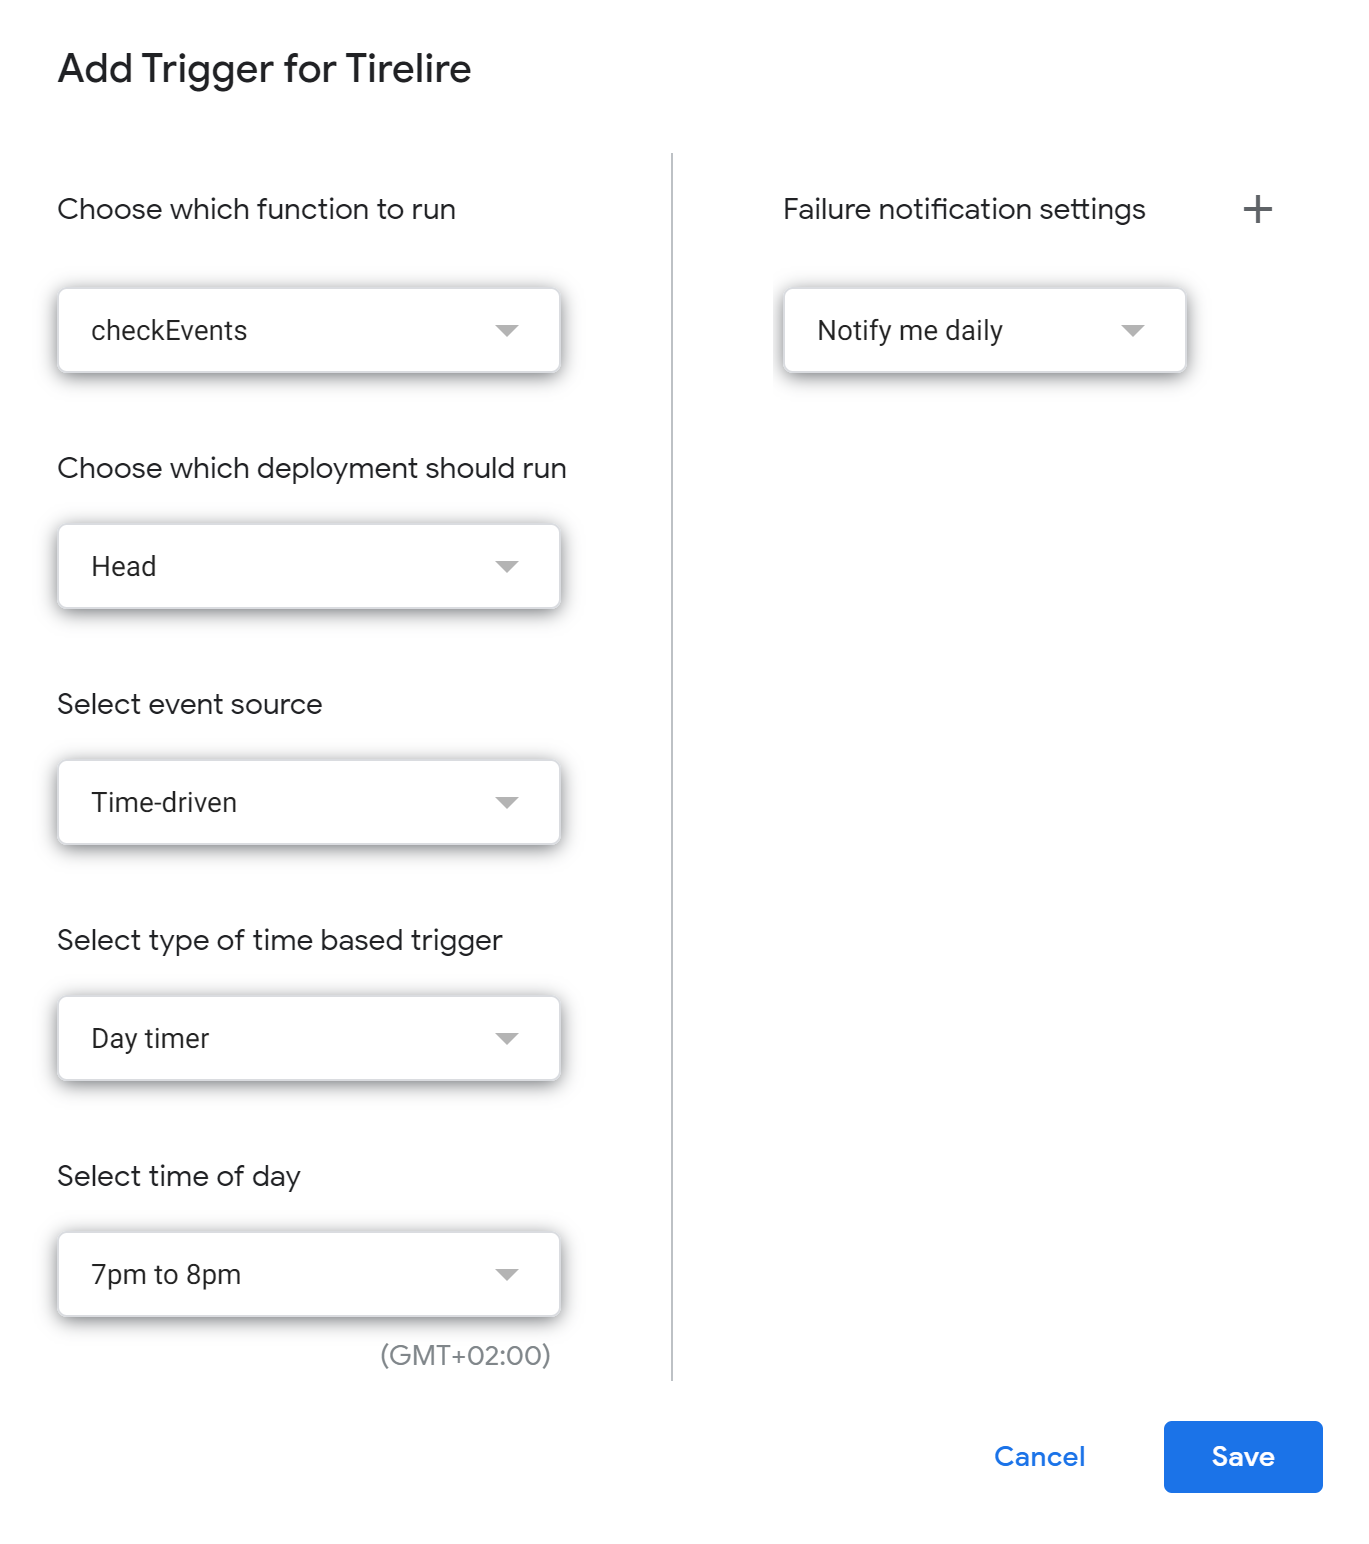 Add Trigger for Tirelire
Choose which function to run
checkEvents
Choose which deployment should run
Head
Select event source
Time-driven
Select type of time based trigger
Day timer
Select time of day
7pm to 8pm
(GMT+02:00)
Failure notification settings
+
Notify me daily
Cancel
Save